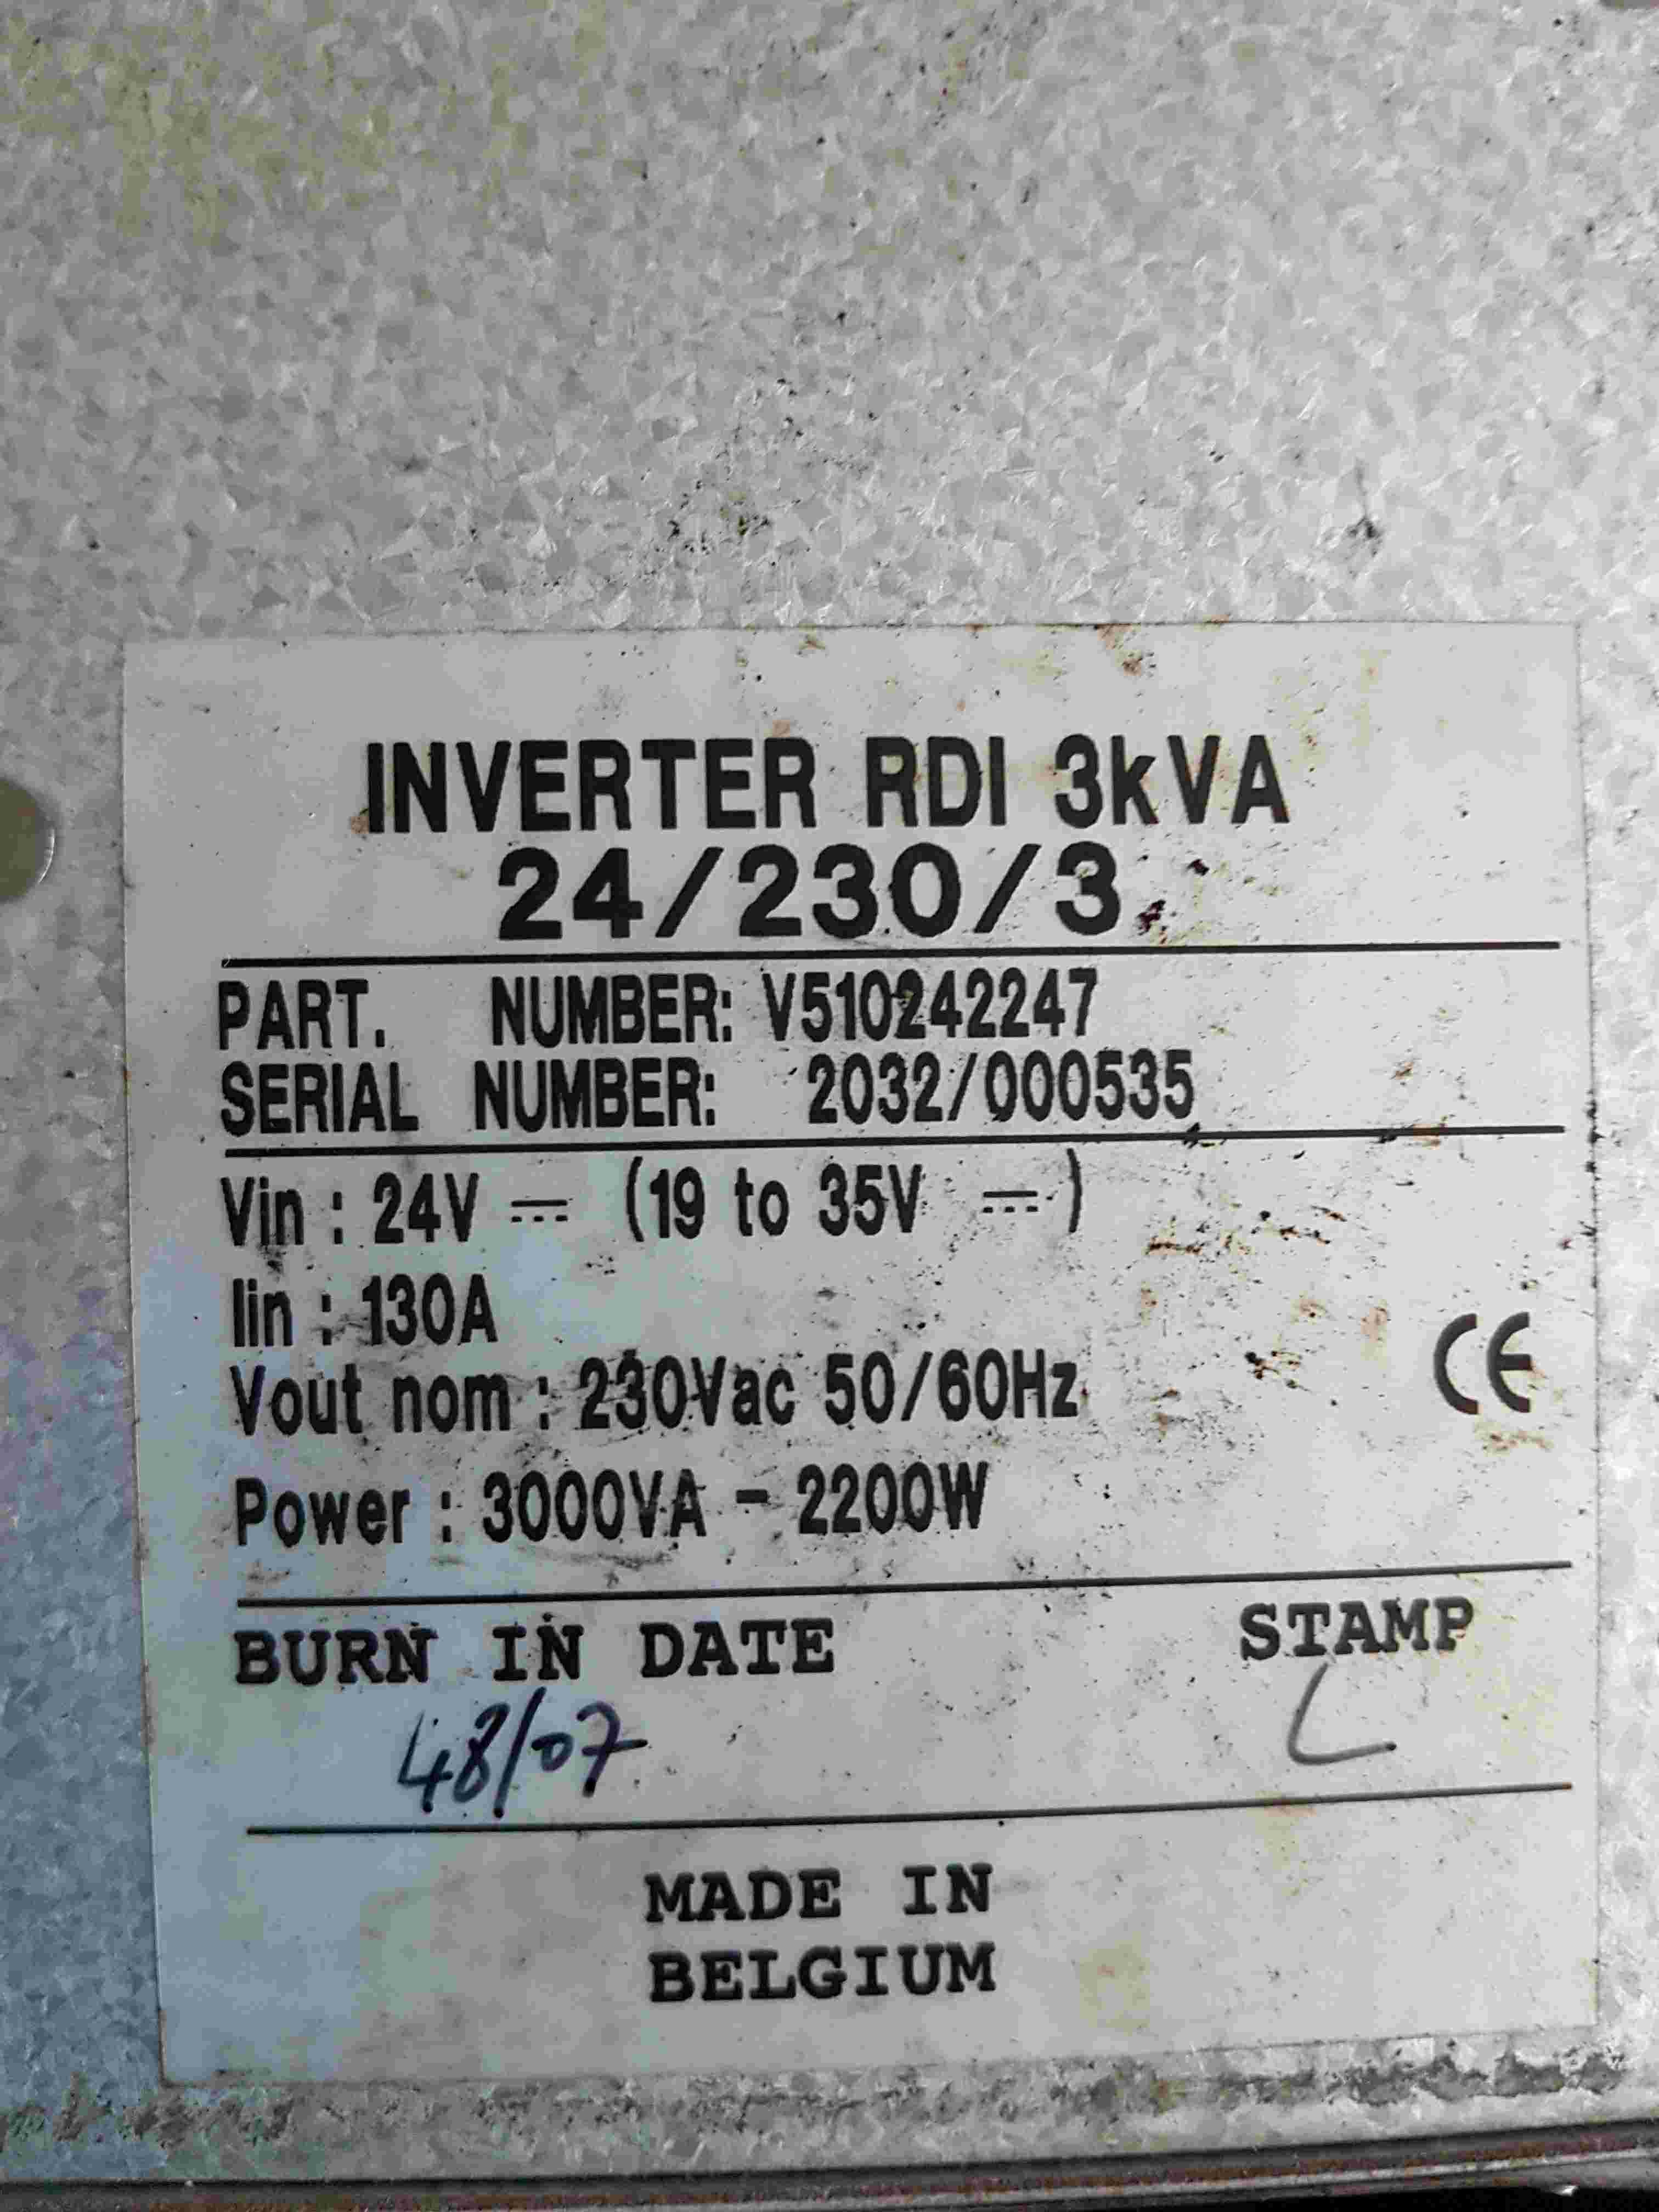 INVERTER RDI 3kVA
24/230/3
PART. NUMBER: V510242247
SERIAL NUMBER: 2032/000535
Vin : 24V ⎓ (19 to 35V ⎓)
Iin : 130A
Vout nom : 230Vac 50/60Hz
CE
Power : 3000VA - 2200W
BURN IN DATE STAMP
48/07 L
MADE IN
BELGIUM